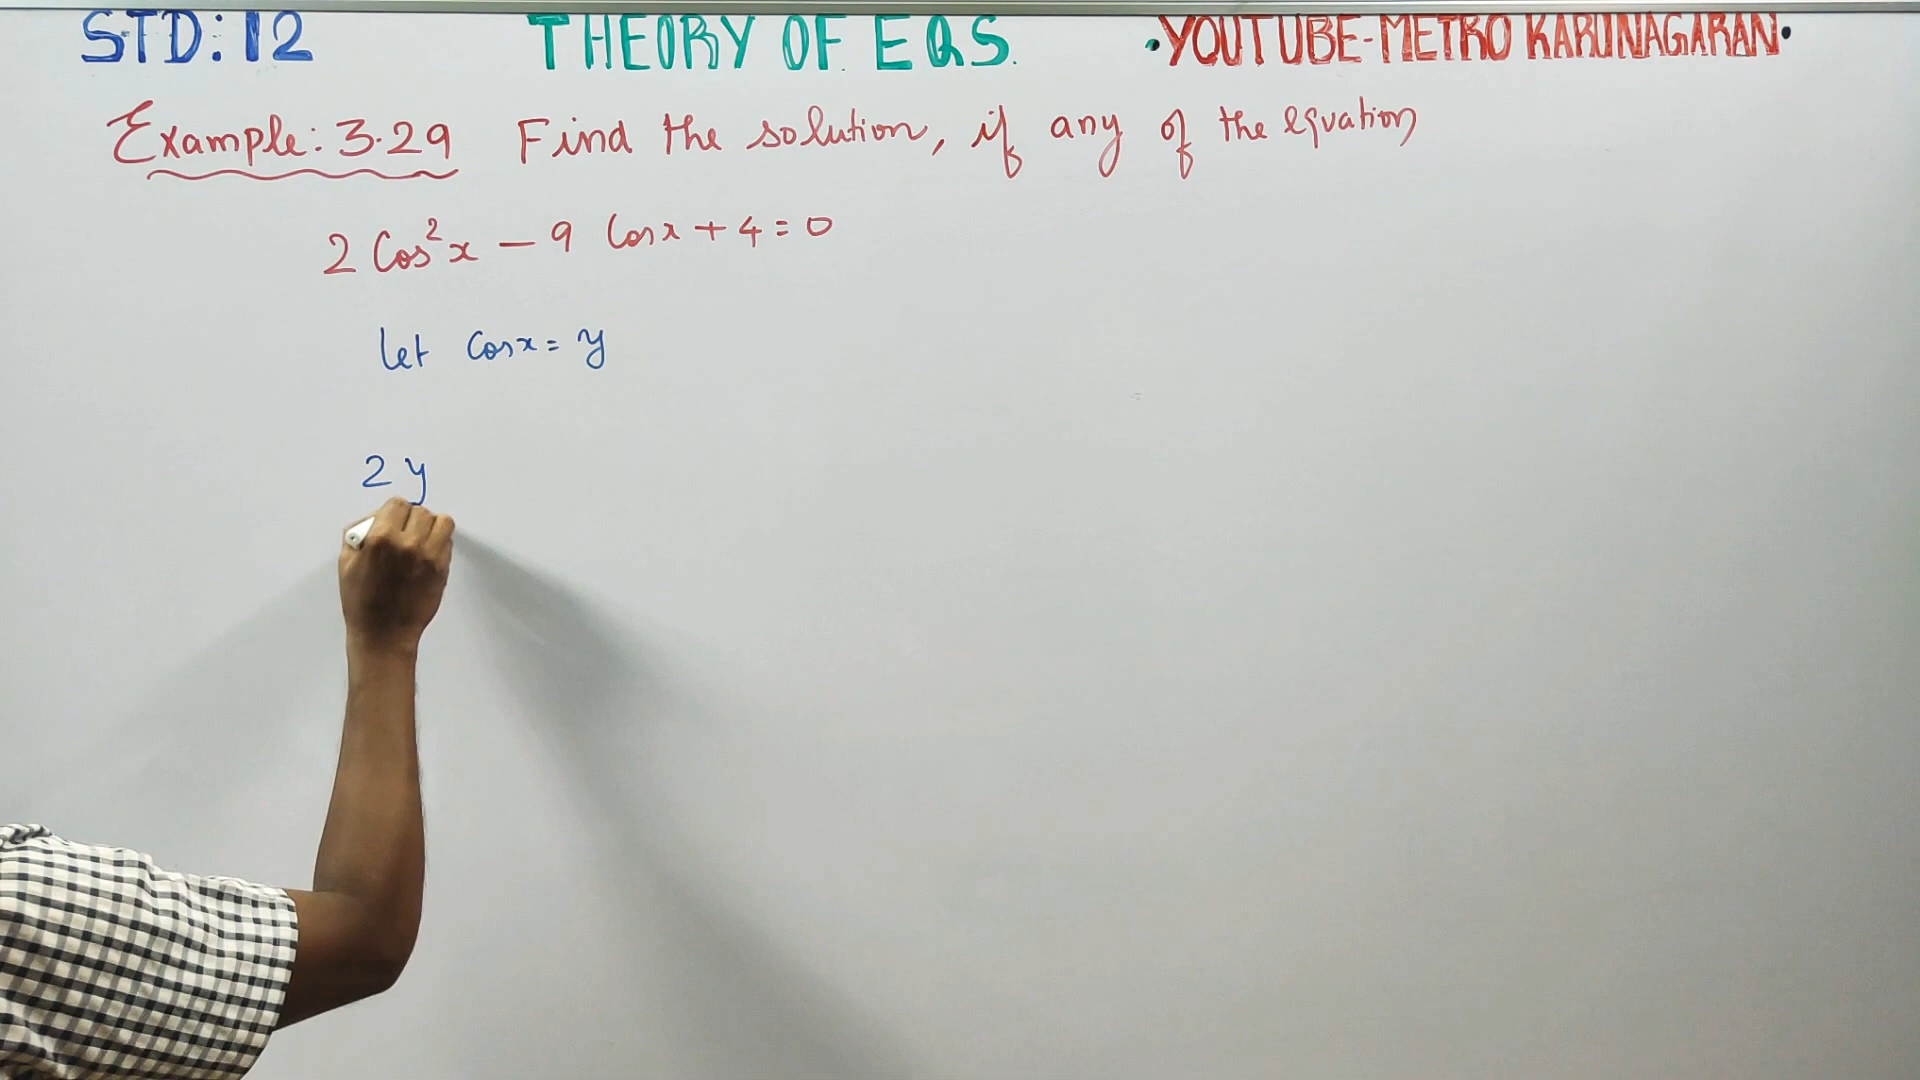 STD: 12 THEORY OF EQS. •YOUTUBE-METRO KARUNAGARAN•
Example: 3.29 Find the solution, if any of the equation
2 Cos²x – 9 Cosx + 4 = 0
let Cosx = y
2 y